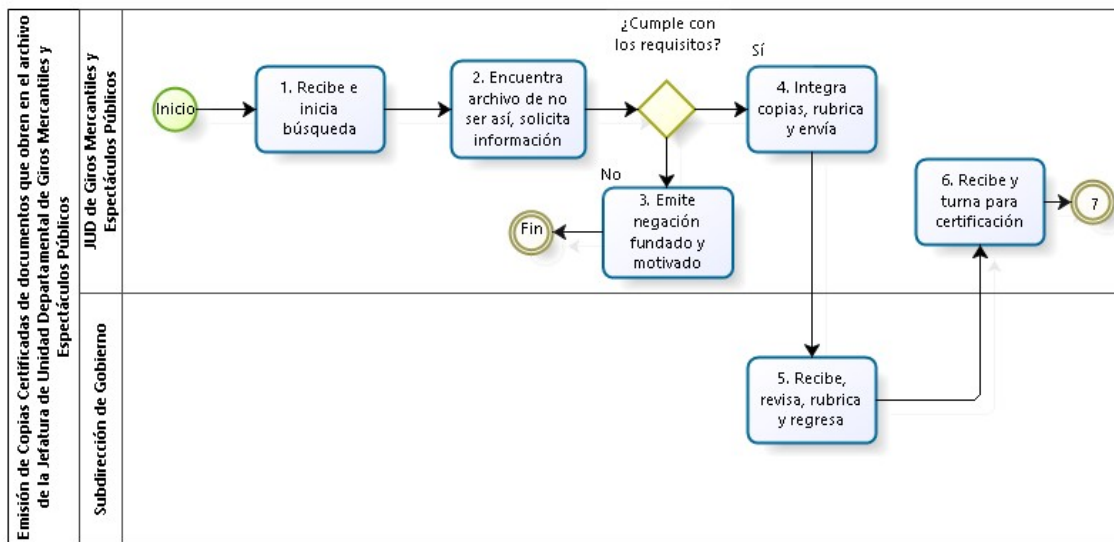 Emisión de Copias Certificadas de documentos que obren en el archivo
de la Jefatura de Unidad Departamental de Giros Mercantiles y
Espectáculos Públicos
JUD de Giros Mercantiles y
Espectáculos Públicos
Inicio
1. Recibe e
inicia
búsqueda
2. Encuentra
archivo de no
ser así, solicita
información
¿Cumple con
los requisitos?
Sí
4. Integra
copias, rubrica
y envía
No
3. Emite
negación
fundado y
motivado
Fin
6. Recibe y
turna para
certificación
7
Subdirección de Gobierno
5. Recibe,
revisa, rubrica
y regresa